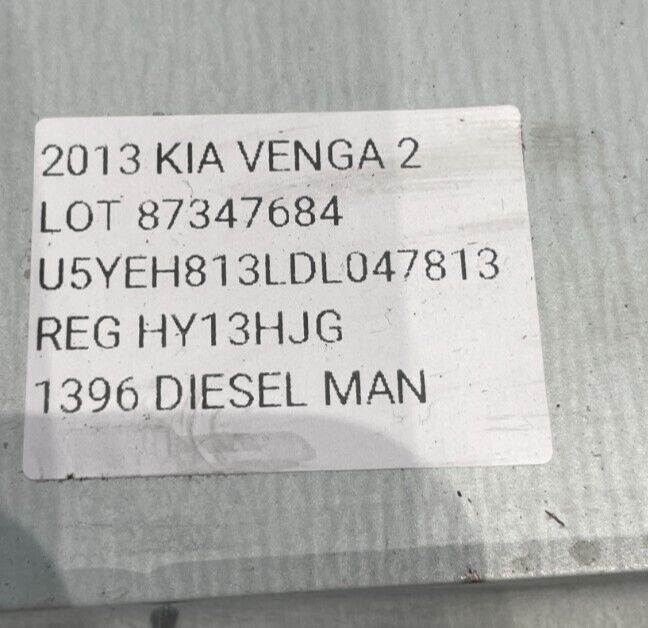 2013 KIA VENGA 2
LOT 87347684
U5YEH813LDL047813
REG HY13HJG
1396 DIESEL MAN